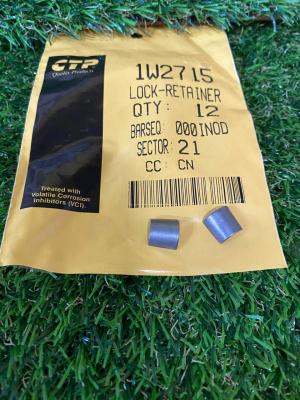 CTP
Quality Products
1W2715
LOCK-RETAINER
QTY: 12
BARSEQ: 000INOD
SECTOR: 21
CC: CN
Treated with
Volatile Corrosion
Inhibitors (VCI).